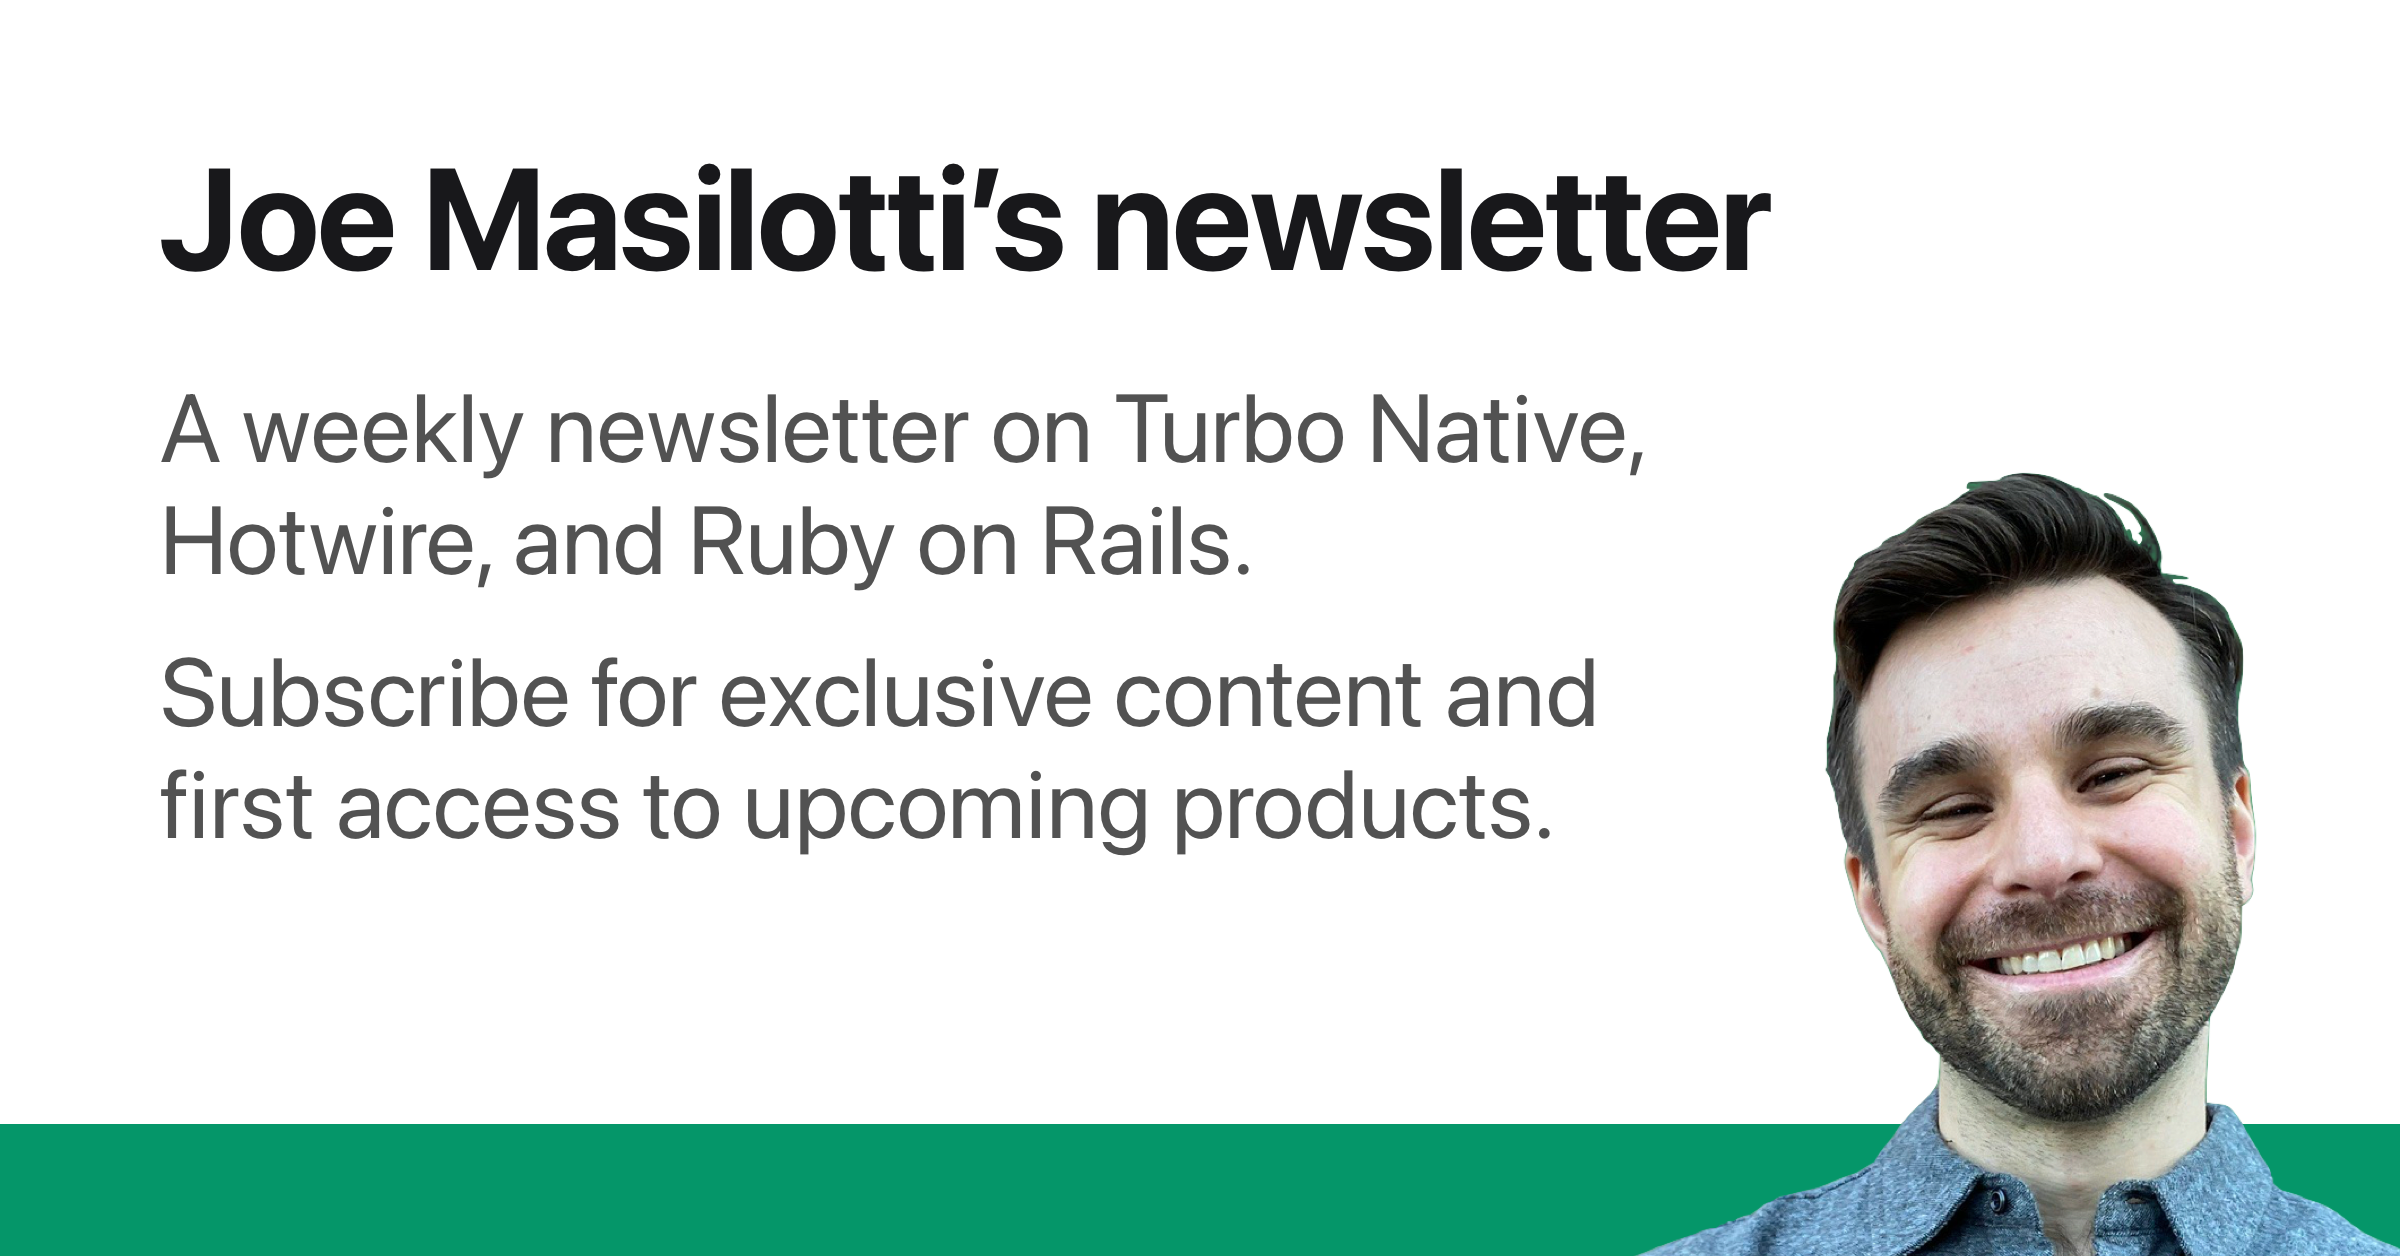 Joe Masilotti’s newsletter
A weekly newsletter on Turbo Native,
Hotwire, and Ruby on Rails.
Subscribe for exclusive content and
first access to upcoming products.